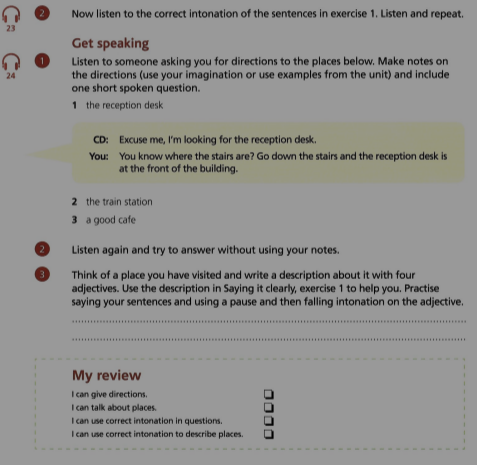 2 Now listen to the correct intonation of the sentences in exercise 1. Listen and repeat.
23
Get speaking
1 Listen to someone asking you for directions to the places below. Make notes on
24
the directions (use your imagination or use examples from the unit) and include
one short spoken question.
1 the reception desk
CD: Excuse me, I'm looking for the reception desk.
You: You know where the stairs are? Go down the stairs and the reception desk is
at the front of the building.
2 the train station
3 a good cafe
2 Listen again and try to answer without using your notes.
3 Think of a place you have visited and write a description about it with four
adjectives. Use the description in Saying it clearly, exercise 1 to help you. Practise
saying your sentences and using a pause and then falling intonation on the adjective.
My review
I can give directions.
I can talk about places.
I can use correct intonation in questions.
I can use correct intonation to describe places.